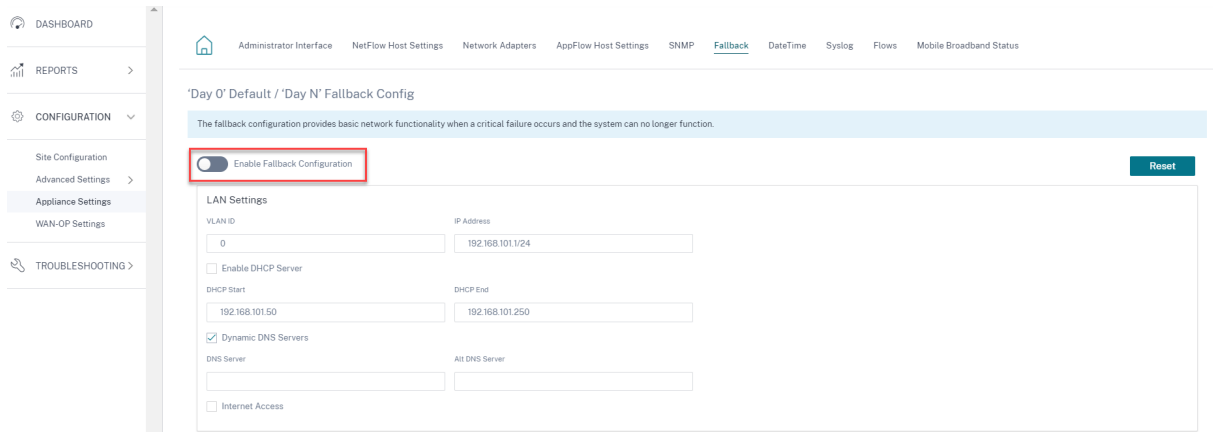 DASHBOARD
REPORTS >
CONFIGURATION
Site Configuration
Advanced Settings >
Appliance Settings
WAN-OP Settings
TROUBLESHOOTING >
Administrator Interface NetFlow Host Settings Network Adapters AppFlow Host Settings SNMP Fallback DateTime Syslog Flows Mobile Broadband Status
'Day 0' Default / 'Day N' Fallback Config
The fallback configuration provides basic network functionality when a critical failure occurs and the system can no longer function.
Enable Fallback Configuration Reset
LAN Settings
VLAN ID IP Address
0 192.168.101.1/24
Enable DHCP Server
DHCP Start DHCP End
192.168.101.50 192.168.101.250
Dynamic DNS Servers
DNS Server Alt DNS Server
Internet Access